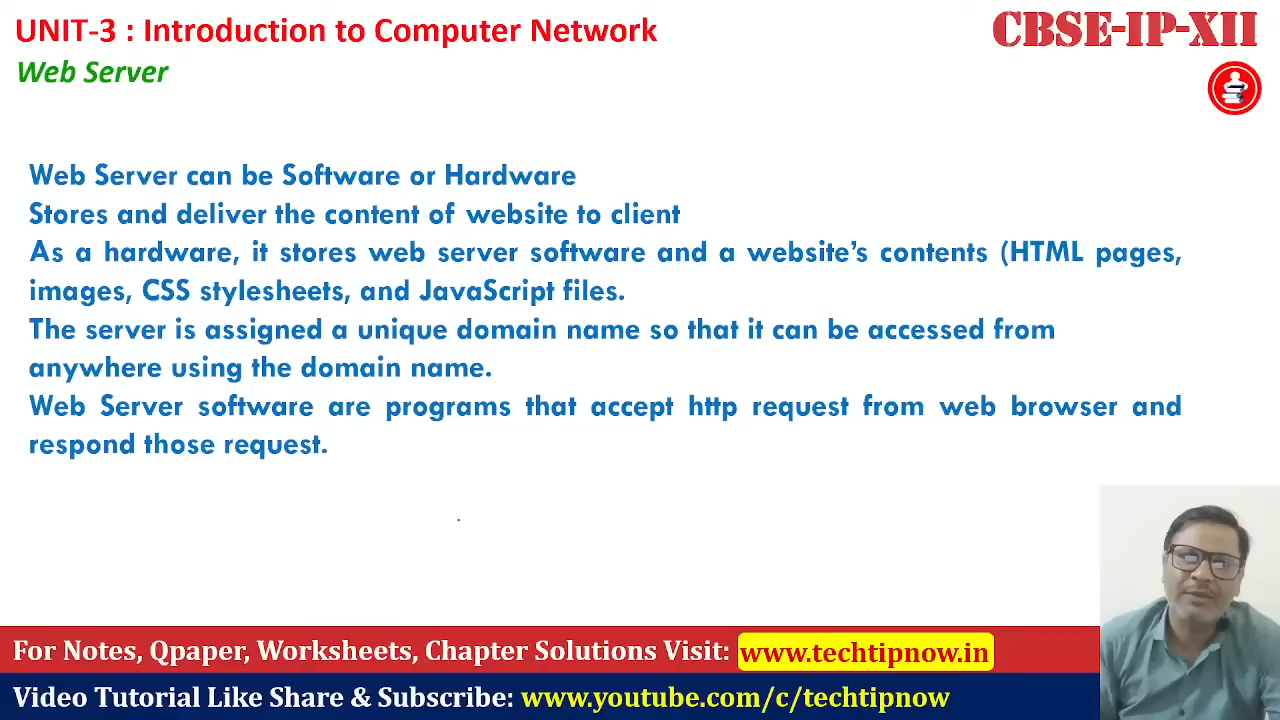 UNIT-3 : Introduction to Computer Network
CBSE-IP-XII
Web Server
Web Server can be Software or Hardware
Stores and deliver the content of website to client
As a hardware, it stores web server software and a website’s contents (HTML pages,
images, CSS stylesheets, and JavaScript files.
The server is assigned a unique domain name so that it can be accessed from
anywhere using the domain name.
Web Server software are programs that accept http request from web browser and
respond those request.
For Notes, Qpaper, Worksheets, Chapter Solutions Visit: www.techtipnow.in
Video Tutorial Like Share & Subscribe: www.youtube.com/c/techtipnow